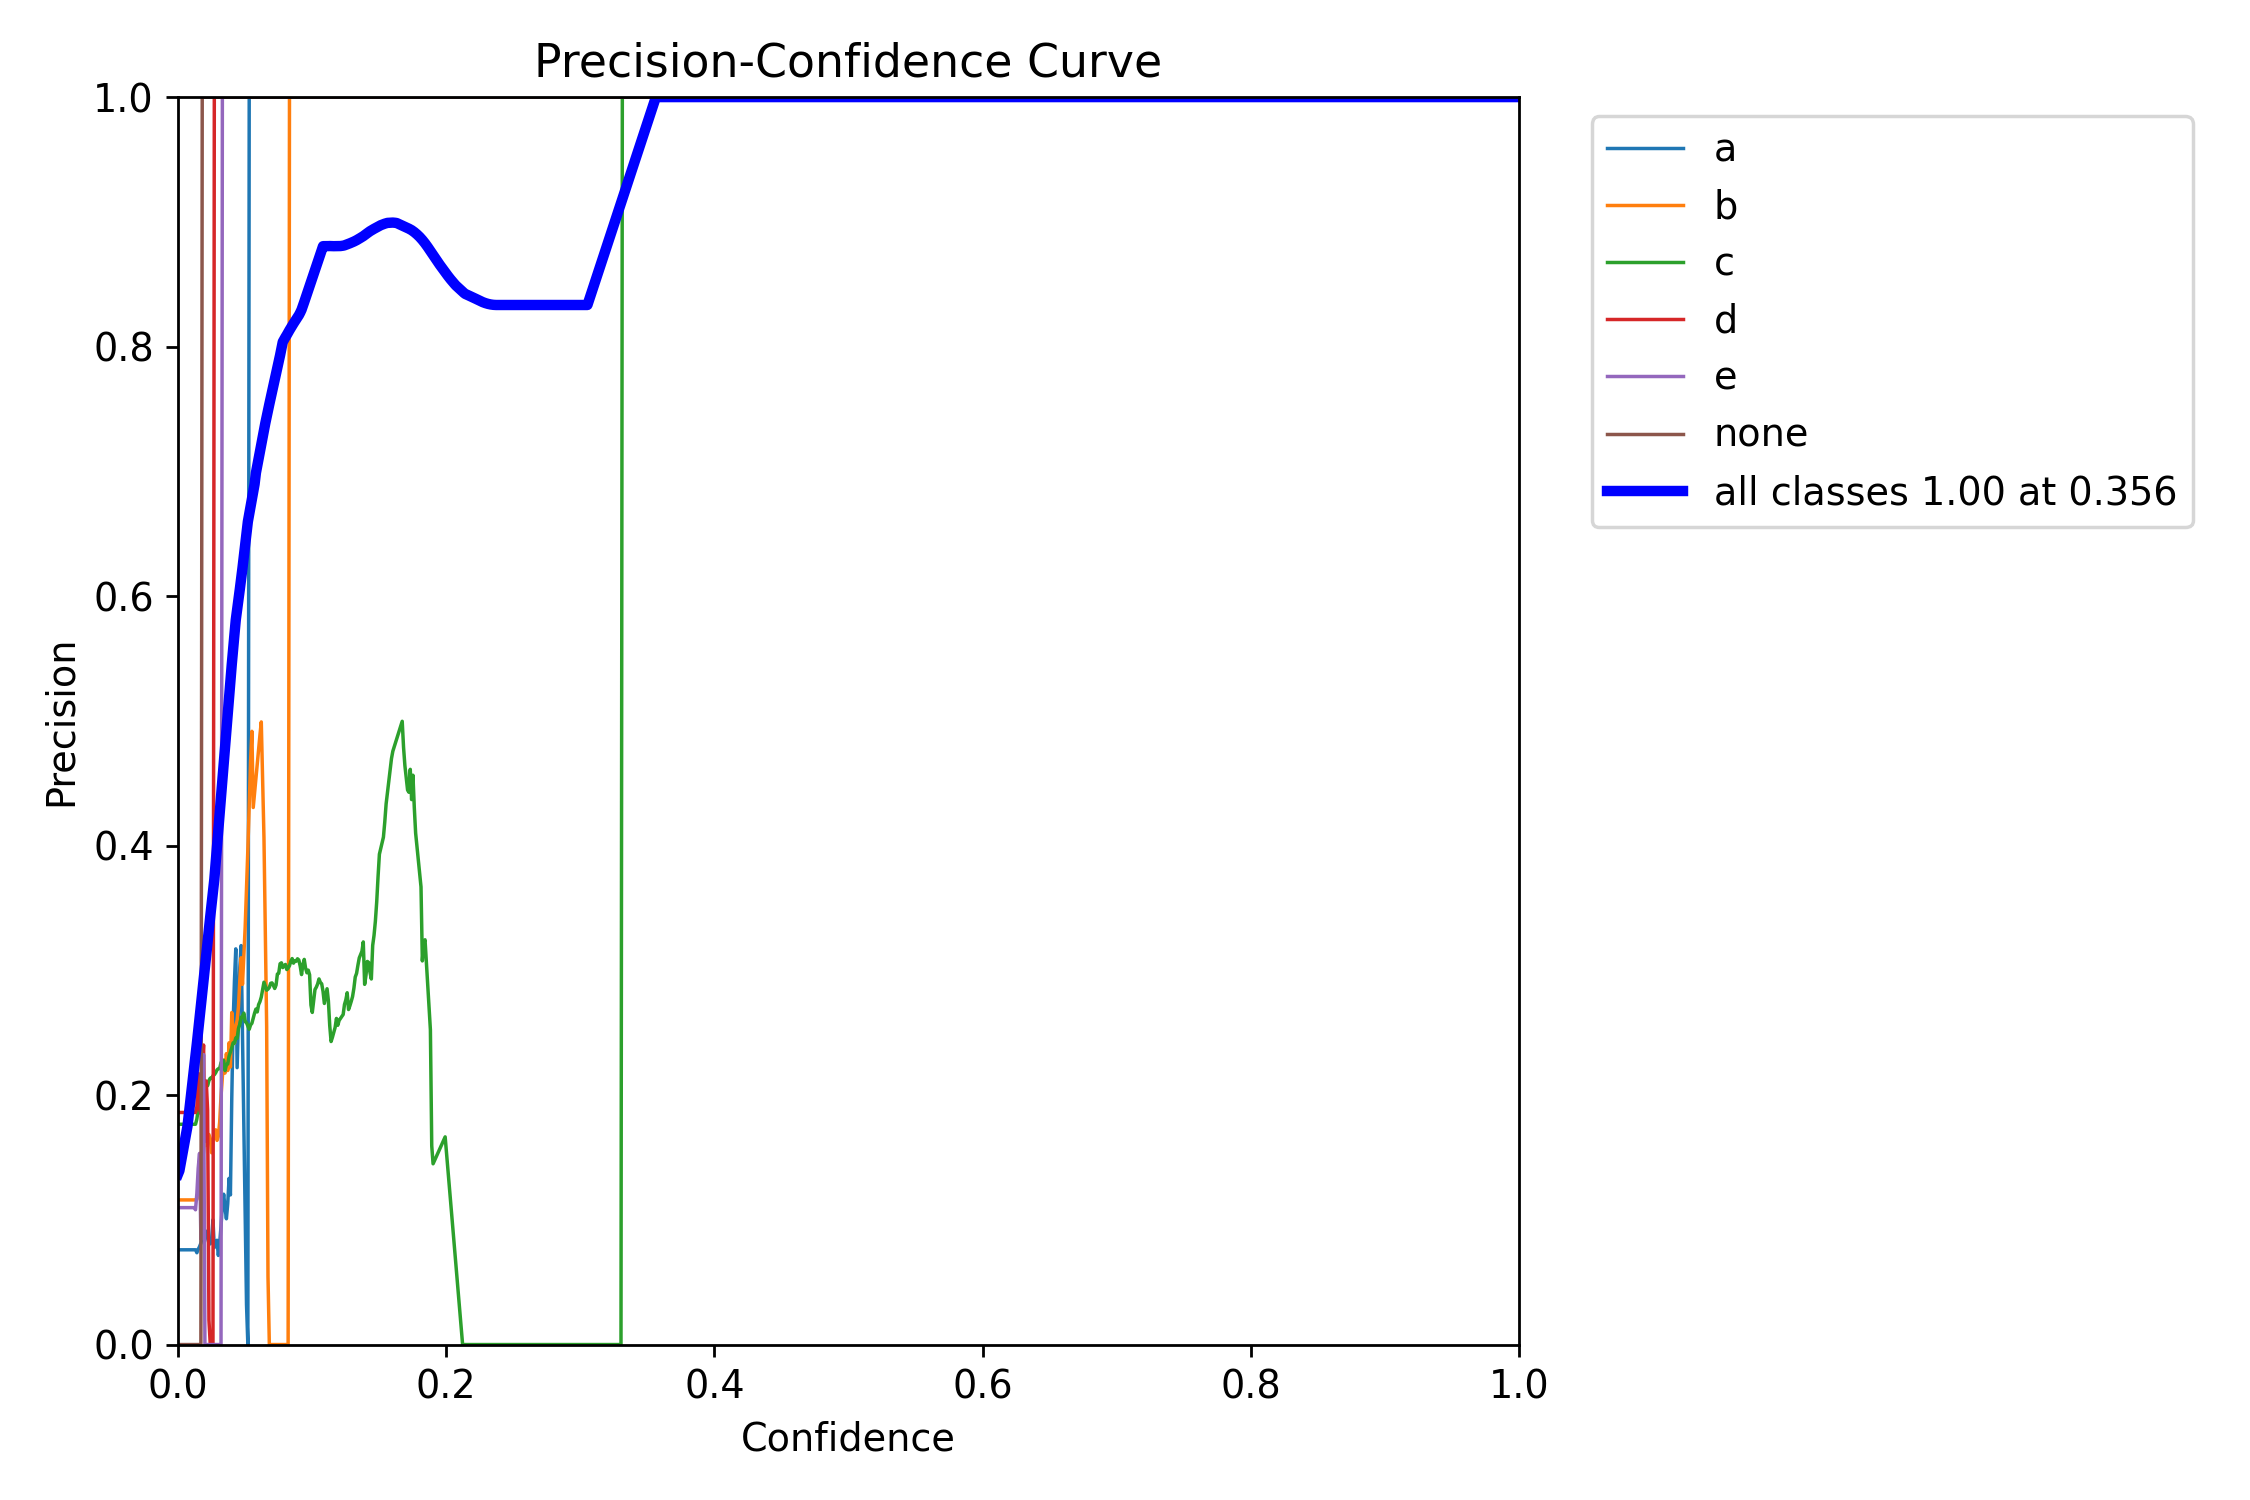 Precision-Confidence Curve
1.0
0.8
0.6
0.4
0.2
0.0
Precision
0.0 0.2 0.4 0.6 0.8 1.0
Confidence
a
b
c
d
e
none
all classes 1.00 at 0.356